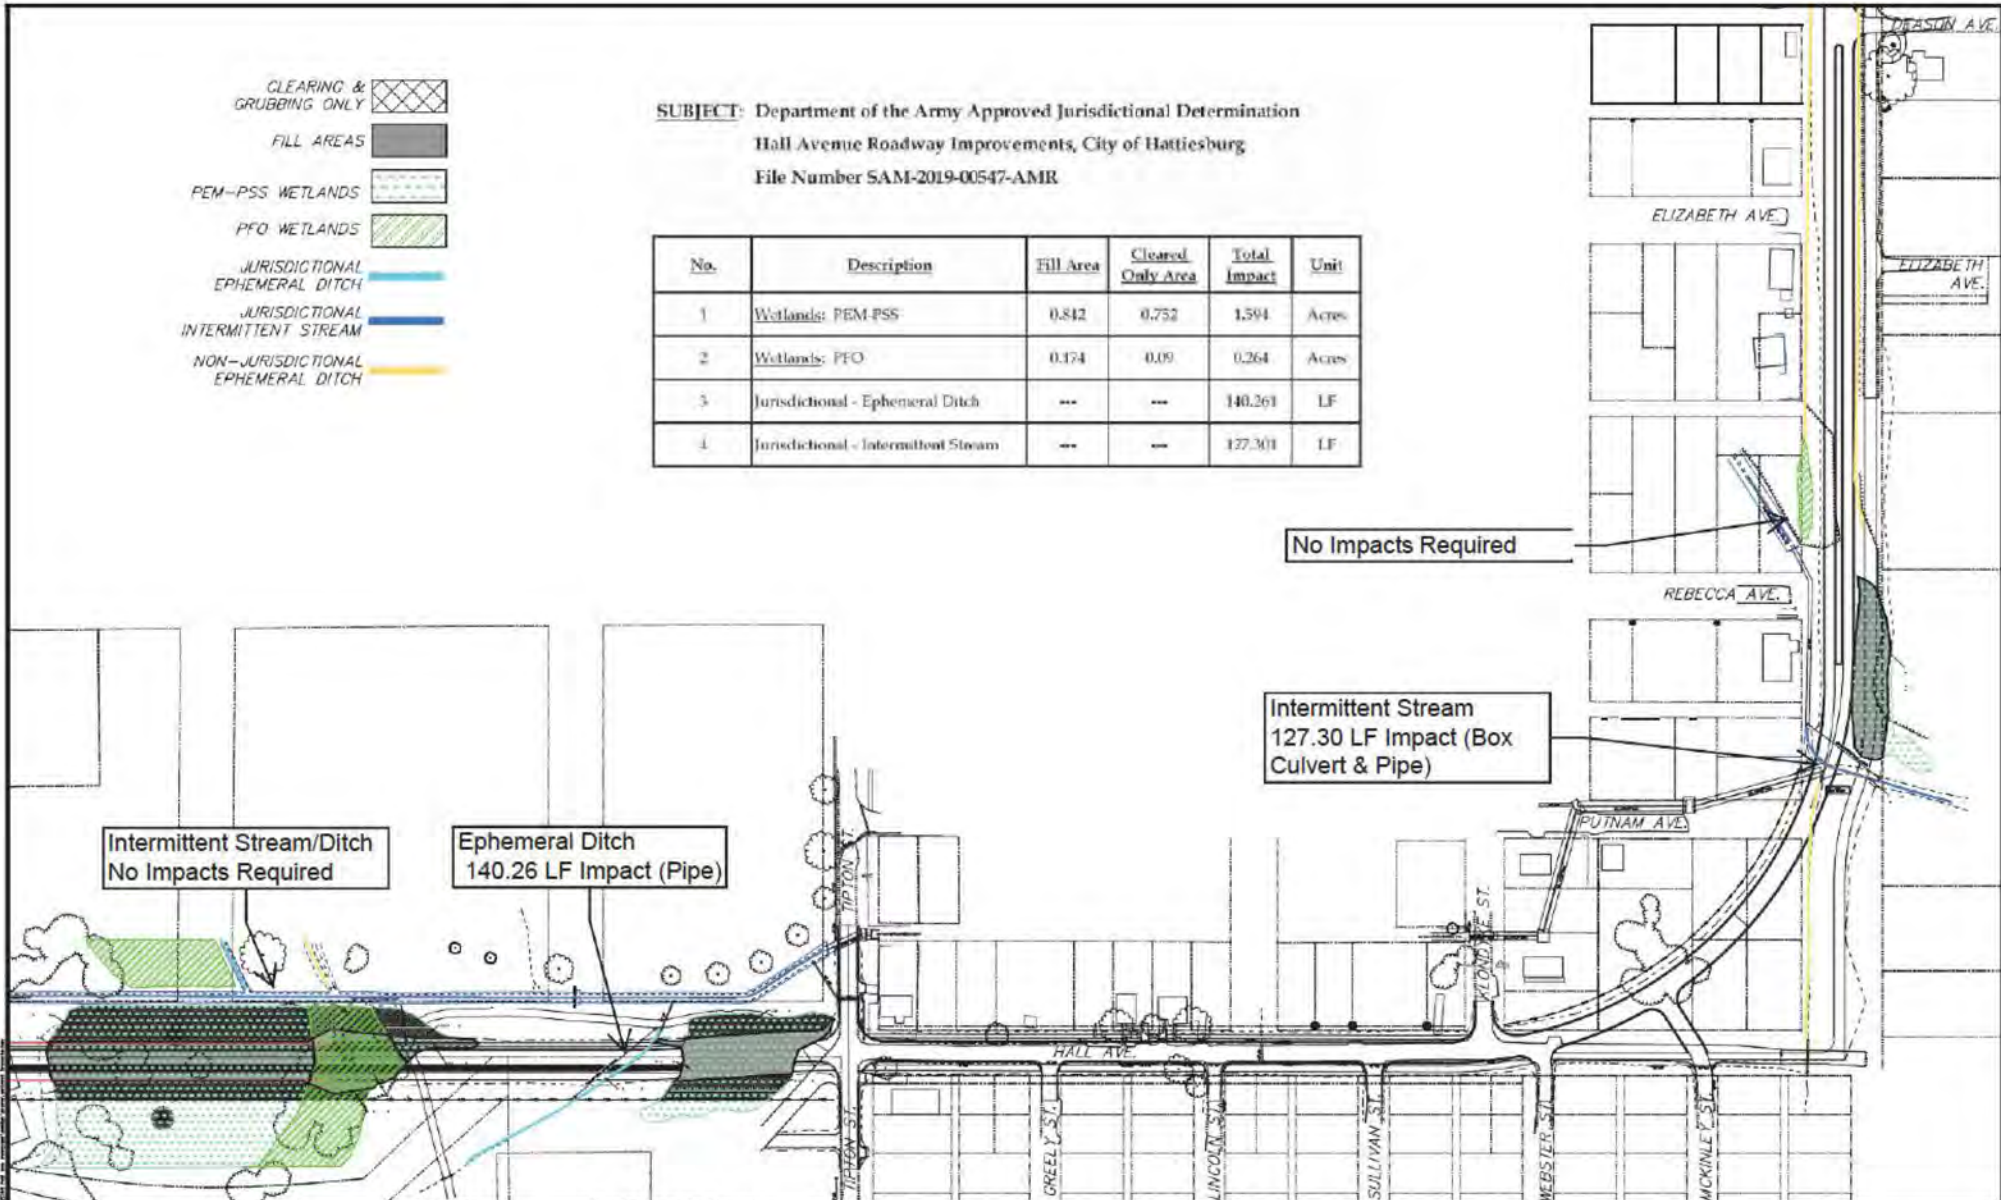 CLEARING &
GRUBBING ONLY
FILL AREAS
PEM-PSS WETLANDS
PFO WETLANDS
JURISDICTIONAL
EPHEMERAL DITCH
JURISDICTIONAL
INTERMITTENT STREAM
NON-JURISDICTIONAL
EPHEMERAL DITCH
SUBJECT: Department of the Army Approved Jurisdictional Determination
Hall Avenue Roadway Improvements, City of Hattiesburg
File Number SAM-2019-00547-AMR
No. Description Fill Area Cleared Only Area Total Impact Unit
1 Wetlands: PEM-PSS 0.842 0.752 1.594 Acres
2 Wetlands: PFO 0.174 0.09 0.264 Acres
3 Jurisdictional - Ephemeral Ditch --- --- 140.261 LF
4 Jurisdictional - Intermittent Stream --- --- 127.301 LF
DEASON AVE.
ELIZABETH AVE.
ELIZABETH
AVE.
No Impacts Required
REBECCA AVE.
Intermittent Stream
127.30 LF Impact (Box
Culvert & Pipe)
PUTNAM AVE.
Intermittent Stream/Ditch
No Impacts Required
Ephemeral Ditch
140.26 LF Impact (Pipe)
TIPTON ST.
KLONDIKE ST.
HALL AVE.
TIPTON ST.
GREELY ST.
LINCOLN ST.
SULLIVAN ST.
WEBSTER ST.
MCKINLEY ST.